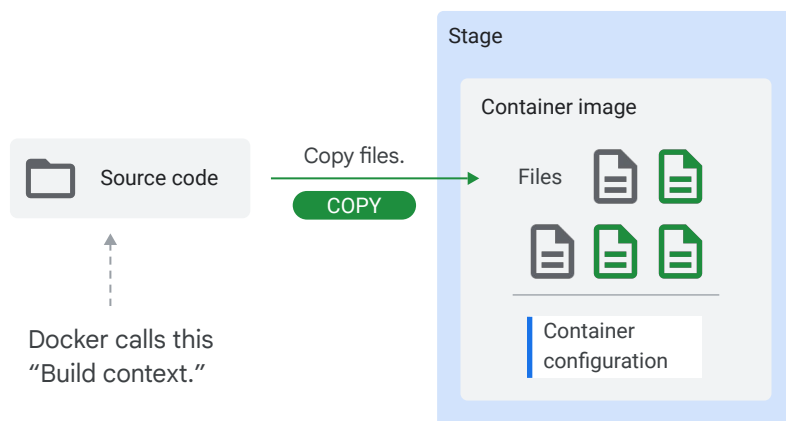 Stage
Container image
Copy files.
Source code
COPY
Files
Docker calls this
“Build context.”
Container
configuration